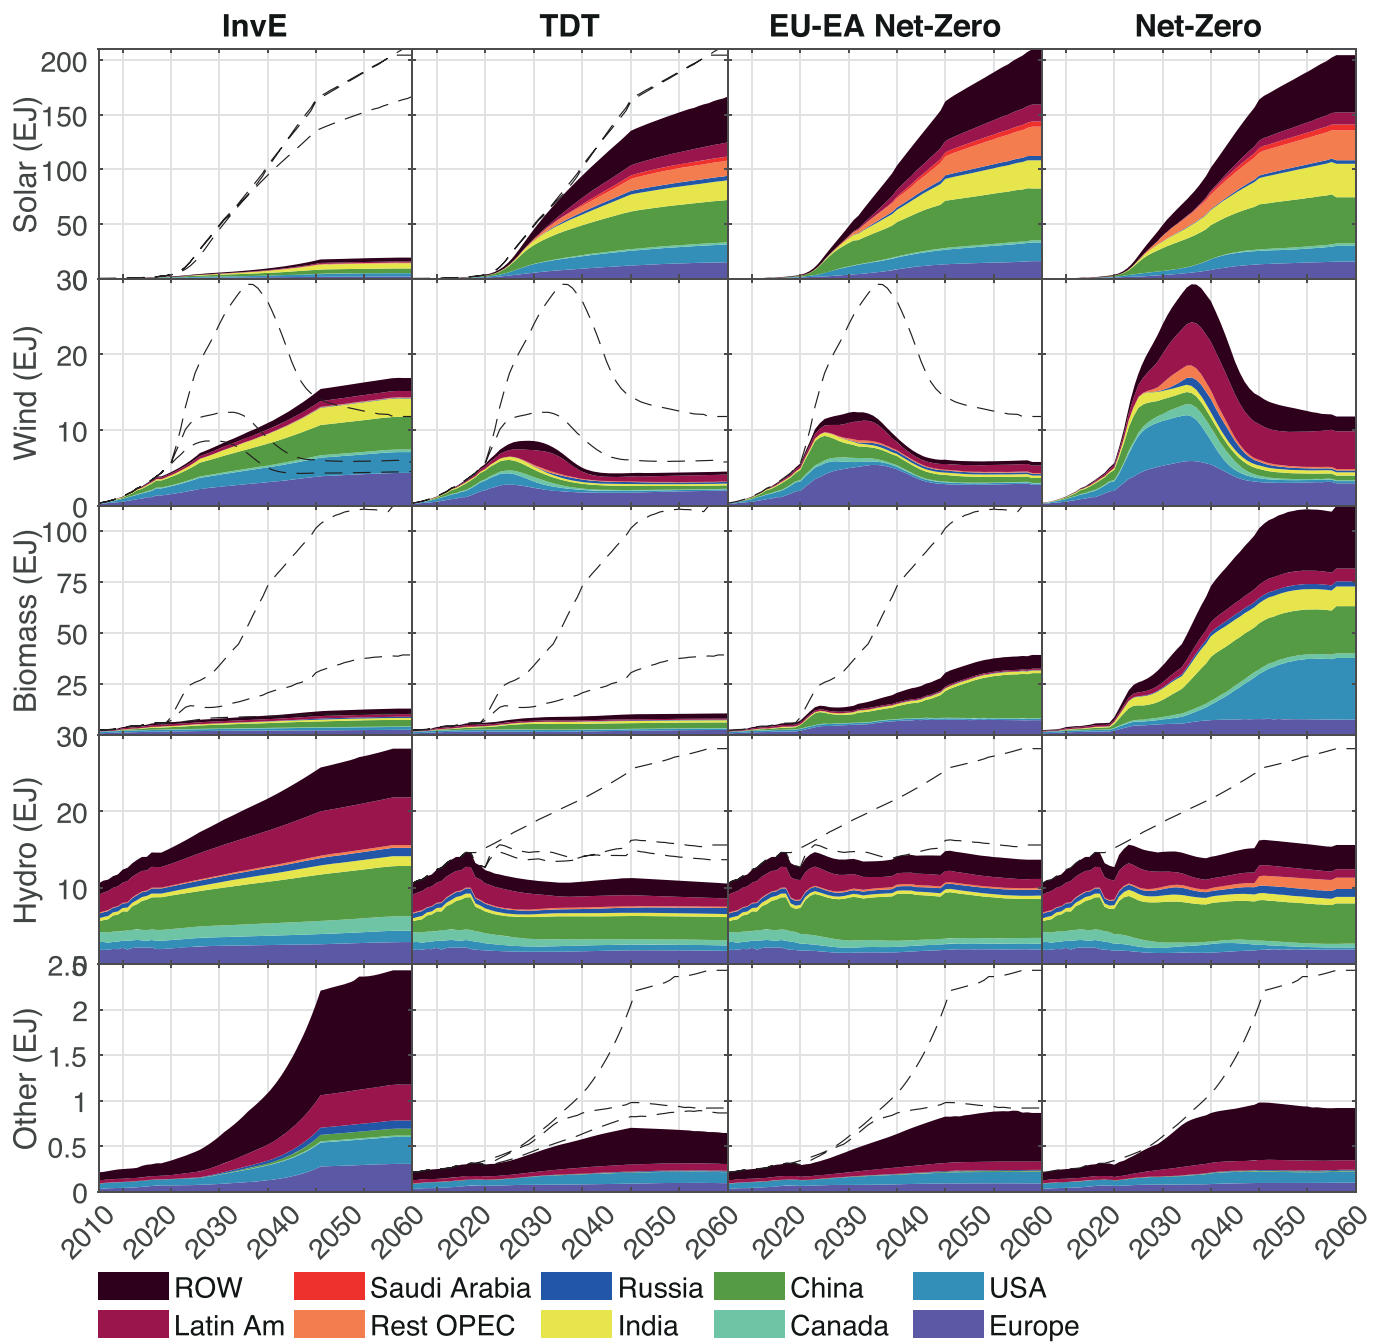 InvE TDT EU-EA Net-Zero Net-Zero
Solar (EJ)
200
150
100
50
30
Wind (EJ)
20
10
0
Biomass (EJ)
100
75
50
25
30
Hydro (EJ)
20
10
2.5
Other (EJ)
2
1.5
1
0.5
0
2010 2020 2030 2040 2050 2060 2020 2030 2040 2050 2060 2020 2030 2040 2050 2060 2020 2030 2040 2050 2060
ROW Saudi Arabia Russia China USA
Latin Am Rest OPEC India Canada Europe